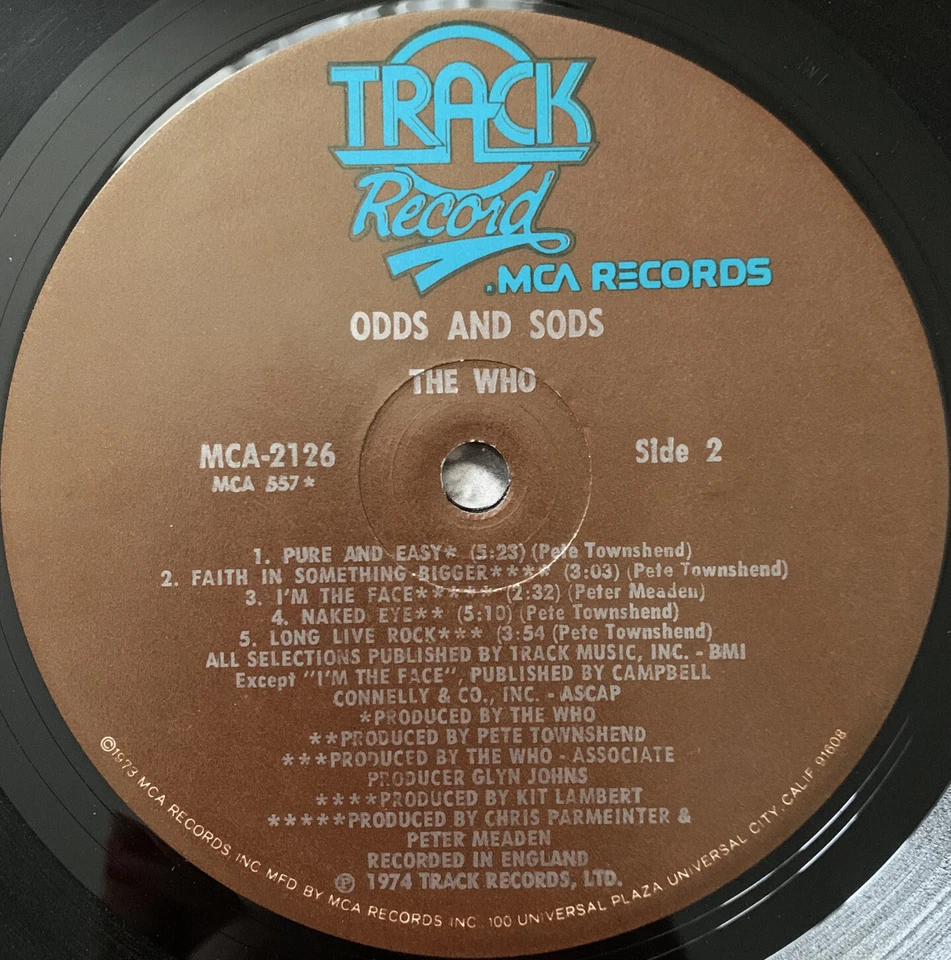 TRACK
Record
MCA RECORDS
ODDS AND SODS
THE WHO
MCA-2126
MCA 557*
Side 2
1. PURE AND EASY* (5:23) (Pete Townshend)
2. FAITH IN SOMETHING BIGGER**** (3:03) (Pete Townshend)
3. I'M THE FACE***** (2:32) (Peter Meaden)
4. NAKED EYE** (5:10) (Pete Townshend)
5. LONG LIVE ROCK*** (3:54 (Pete Townshend)
ALL SELECTIONS PUBLISHED BY TRACK MUSIC, INC. - BMI
Except "I'M THE FACE", PUBLISHED BY CAMPBELL
CONNELLY & CO., INC. - ASCAP
*PRODUCED BY THE WHO
**PRODUCED BY PETE TOWNSHEND
***PRODUCED BY THE WHO - ASSOCIATE
PRODUCER GLYN JOHNS
****PRODUCED BY KIT LAMBERT
*****PRODUCED BY CHRIS PARMEINTER &
PETER MEADEN
RECORDED IN ENGLAND
℗ 1974 TRACK RECORDS, LTD.
©1973 MCA RECORDS INC MFD BY MCA RECORDS INC. 100 UNIVERSAL PLAZA UNIVERSAL CITY, CALIF 91608